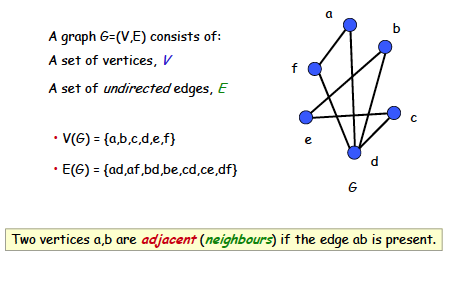 A graph G=(V,E) consists of:
A set of vertices, V
A set of undirected edges, E
• V(G) = {a,b,c,d,e,f}
• E(G) = {ad,af,bd,be,cd,ce,df}
a
b
f
c
e
d
G
Two vertices a,b are adjacent (neighbours) if the edge ab is present.